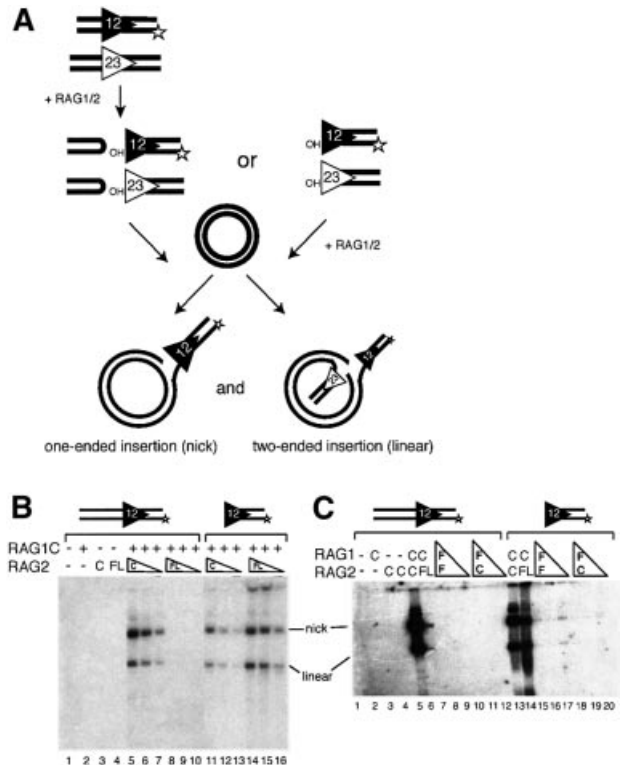 A
12
23
+ RAG1/2
OH 12
OH 23
or
OH 12
OH 23
+ RAG1/2
12
and
23
12
one-ended insertion (nick)
two-ended insertion (linear)
B
12
12
RAG1C - + - - + + + + + + + + + + + +
RAG2 - - C FL C FL C FL
nick
linear
1 2 3 4 5 6 7 8 9 10 11 12 13 14 15 16
C
12
12
RAG1 - C - - C C F F C C F F
RAG2 - - C C C FL F C C FL F C
1 2 3 4 5 6 7 8 9 10 11 12 13 14 15 16 17 18 19 20